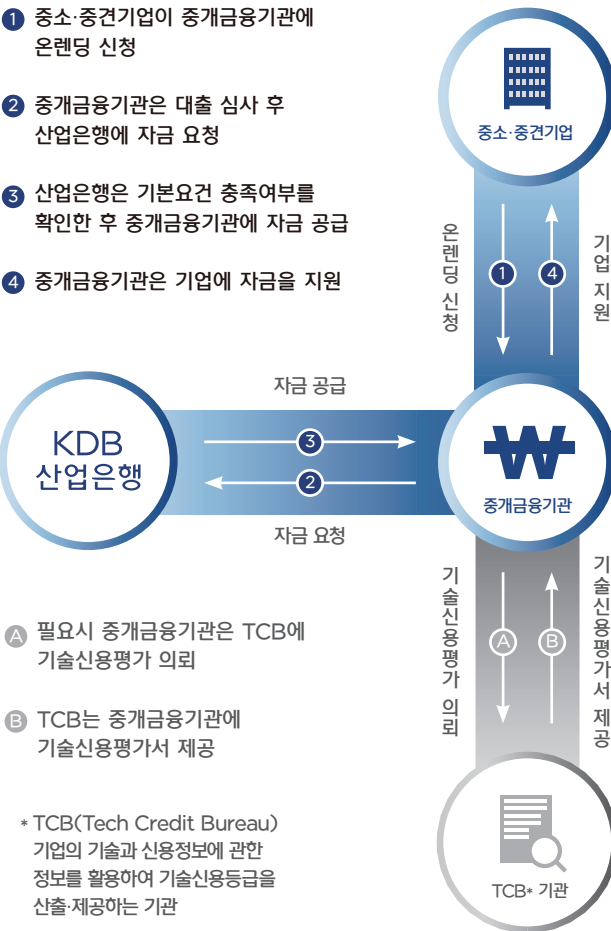 1 중소·중견기업이 중개금융기관에
온렌딩 신청
2 중개금융기관은 대출 심사 후
산업은행에 자금 요청
3 산업은행은 기본요건 충족여부를
확인한 후 중개금융기관에 자금 공급
4 중개금융기관은 기업에 자금을 지원
중소·중견기업
온렌딩 신청
1
4
기업 지원
자금 공급
KDB
산업은행
3
2
자금 요청
₩
중개금융기관
기술신용평가 의뢰
A
B
기술신용평가서 제공
A 필요시 중개금융기관은 TCB에
기술신용평가 의뢰
B TCB는 중개금융기관에
기술신용평가서 제공
* TCB(Tech Credit Bureau)
기업의 기술과 신용정보에 관한
정보를 활용하여 기술신용등급을
산출·제공하는 기관
TCB* 기관